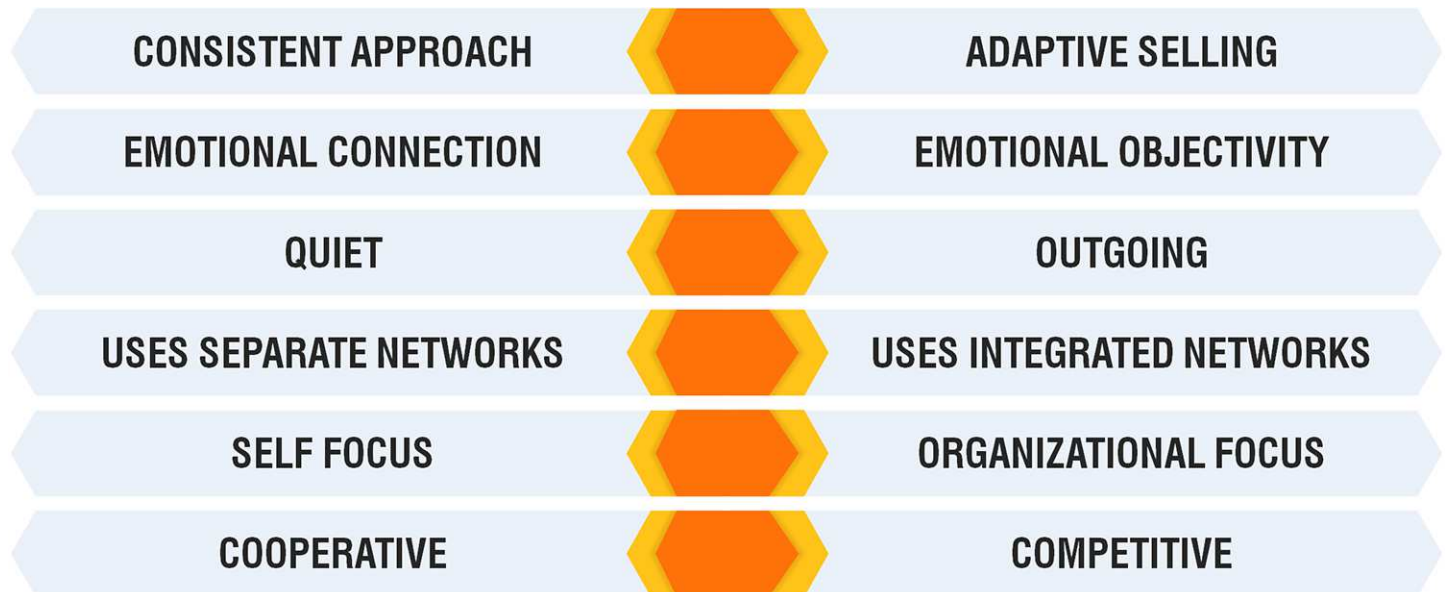 CONSISTENT APPROACH ADAPTIVE SELLING
EMOTIONAL CONNECTION EMOTIONAL OBJECTIVITY
QUIET OUTGOING
USES SEPARATE NETWORKS USES INTEGRATED NETWORKS
SELF FOCUS ORGANIZATIONAL FOCUS
COOPERATIVE COMPETITIVE